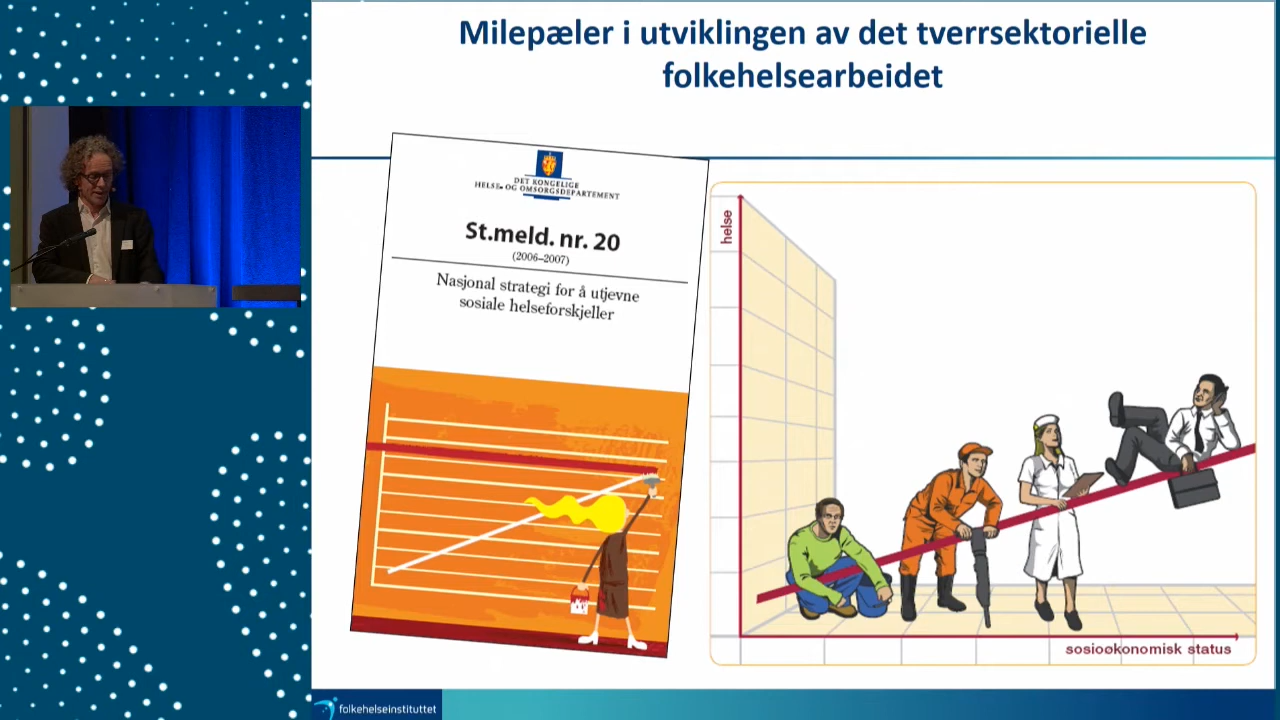 Milepæler i utviklingen av det tverrsektorielle
folkehelsearbeidet
DET KONGELIGE
HELSE- OG OMSORGSDEPARTEMENT
St.meld. nr. 20
(2006–2007)
Nasjonal strategi for å utjevne
sosiale helseforskjeller
helse
sosioøkonomisk status
folkehelseinstituttet